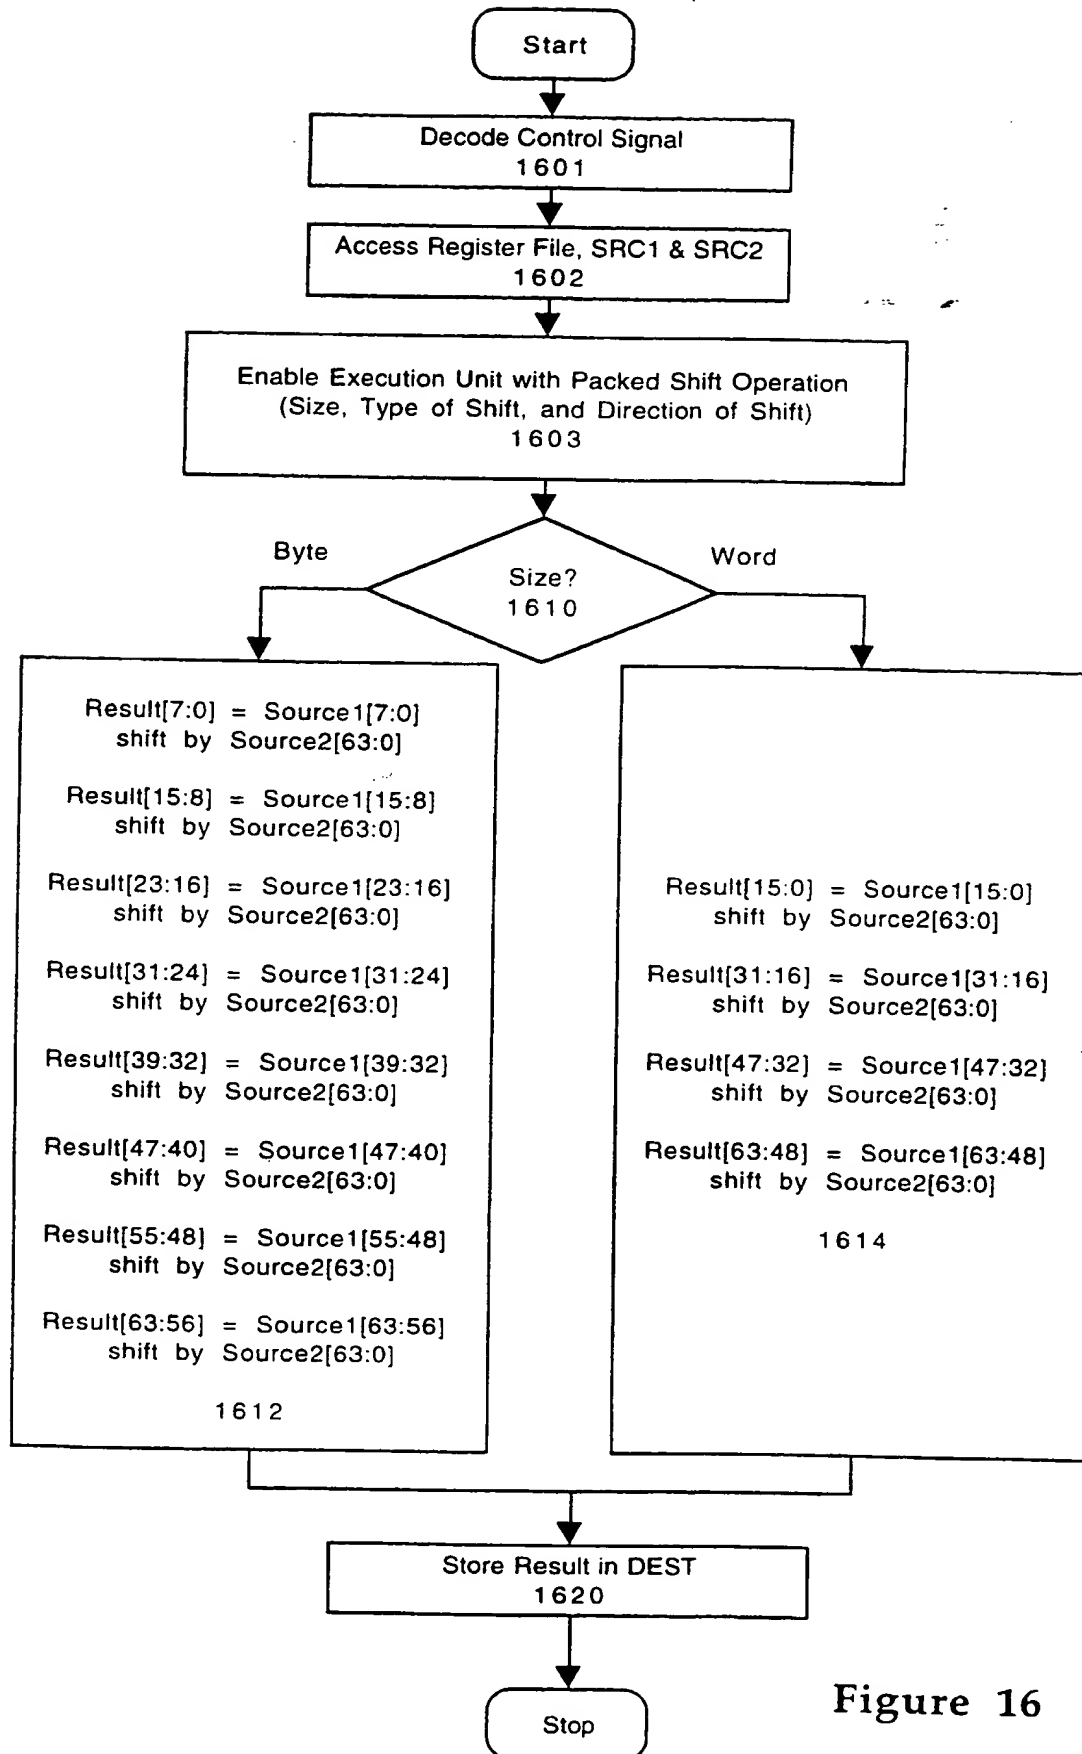 Start
Decode Control Signal
1601
Access Register File, SRC1 & SRC2
1602
Enable Execution Unit with Packed Shift Operation
(Size, Type of Shift, and Direction of Shift)
1603
Byte
Word
Size?
1610
Result[7:0] = Source1[7:0]
shift by Source2[63:0]
Result[15:8] = Source1[15:8]
shift by Source2[63:0]
Result[23:16] = Source1[23:16]
shift by Source2[63:0]
Result[31:24] = Source1[31:24]
shift by Source2[63:0]
Result[39:32] = Source1[39:32]
shift by Source2[63:0]
Result[47:40] = Source1[47:40]
shift by Source2[63:0]
Result[55:48] = Source1[55:48]
shift by Source2[63:0]
Result[63:56] = Source1[63:56]
shift by Source2[63:0]
1612
Result[15:0] = Source1[15:0]
shift by Source2[63:0]
Result[31:16] = Source1[31:16]
shift by Source2[63:0]
Result[47:32] = Source1[47:32]
shift by Source2[63:0]
Result[63:48] = Source1[63:48]
shift by Source2[63:0]
1614
Store Result in DEST
1620
Stop
Figure 16